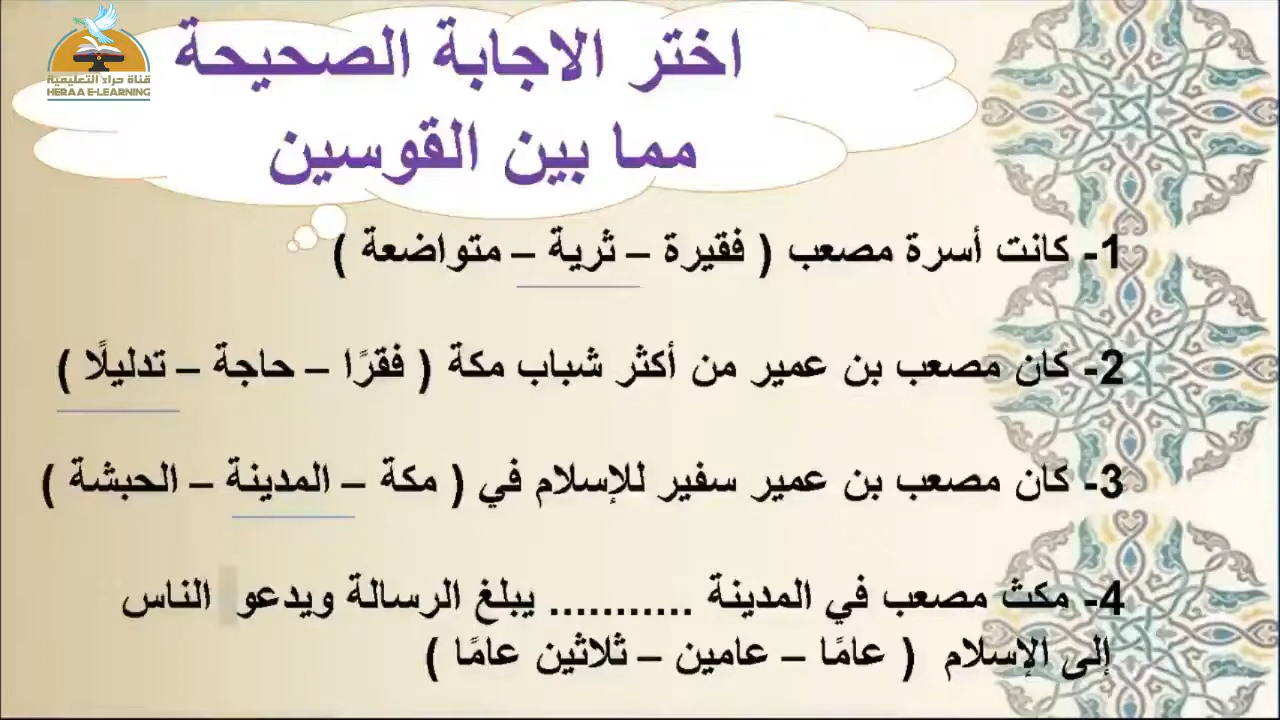 قناة حراء التعليمية
HERAA E-LEARNING
اختر الاجابة الصحيحة
مما بين القوسين
1- كانت أسرة مصعب ( فقيرة – ثرية – متواضعة )
2- كان مصعب بن عمير من أكثر شباب مكة ( فقرًا – حاجة – تدليلًا )
3- كان مصعب بن عمير سفير للإسلام في ( مكة – المدينة – الحبشة )
4- مكث مصعب في المدينة ........... يبلغ الرسالة ويدعو الناس
إلى الإسلام ( عامًا – عامين – ثلاثين عامًا )